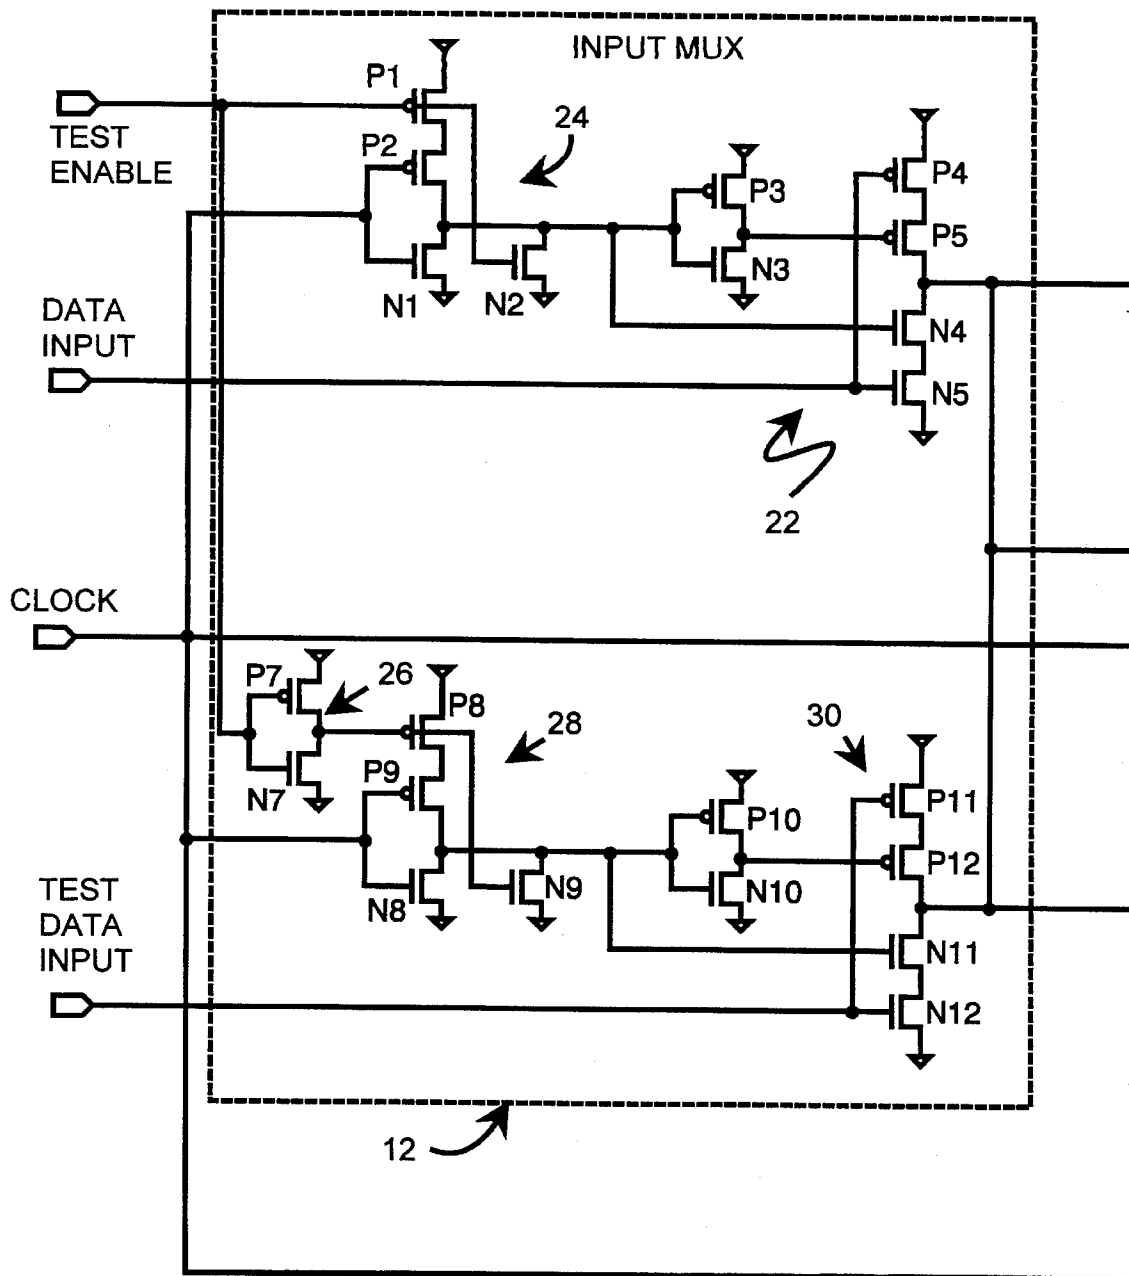 INPUT MUX
P1
TEST
ENABLE
P2
24
P3
P4
P5
N1
N2
N3
DATA
INPUT
N4
N5
22
CLOCK
P7
26
P8
28
30
P9
N7
P10
P11
P12
TEST
DATA
INPUT
N8
N9
N10
N11
N12
12